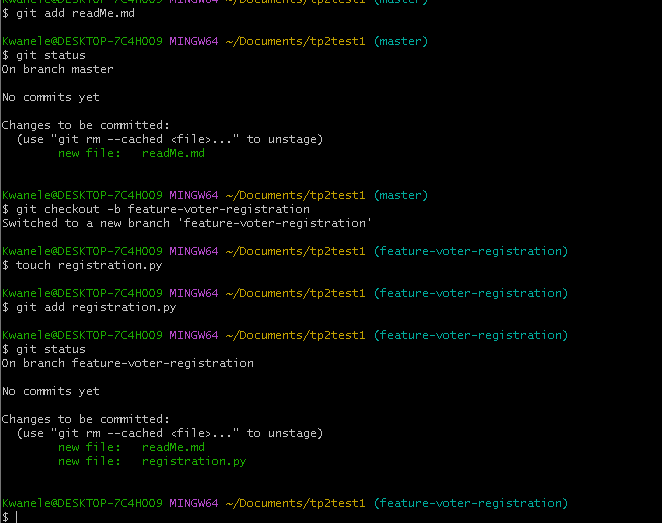 Kwanele@DESKTOP-7C4HOO9 MINGW64 ~/Documents/tp2test1 (master)
$ git add readMe.md
Kwanele@DESKTOP-7C4HOO9 MINGW64 ~/Documents/tp2test1 (master)
$ git status
On branch master
No commits yet
Changes to be committed:
  (use "git rm --cached <file>..." to unstage)
        new file:   readMe.md
Kwanele@DESKTOP-7C4HOO9 MINGW64 ~/Documents/tp2test1 (master)
$ git checkout -b feature-voter-registration
Switched to a new branch 'feature-voter-registration'
Kwanele@DESKTOP-7C4HOO9 MINGW64 ~/Documents/tp2test1 (feature-voter-registration)
$ touch registration.py
Kwanele@DESKTOP-7C4HOO9 MINGW64 ~/Documents/tp2test1 (feature-voter-registration)
$ git add registration.py
Kwanele@DESKTOP-7C4HOO9 MINGW64 ~/Documents/tp2test1 (feature-voter-registration)
$ git status
On branch feature-voter-registration
No commits yet
Changes to be committed:
  (use "git rm --cached <file>..." to unstage)
        new file:   readMe.md
        new file:   registration.py
Kwanele@DESKTOP-7C4HOO9 MINGW64 ~/Documents/tp2test1 (feature-voter-registration)
$